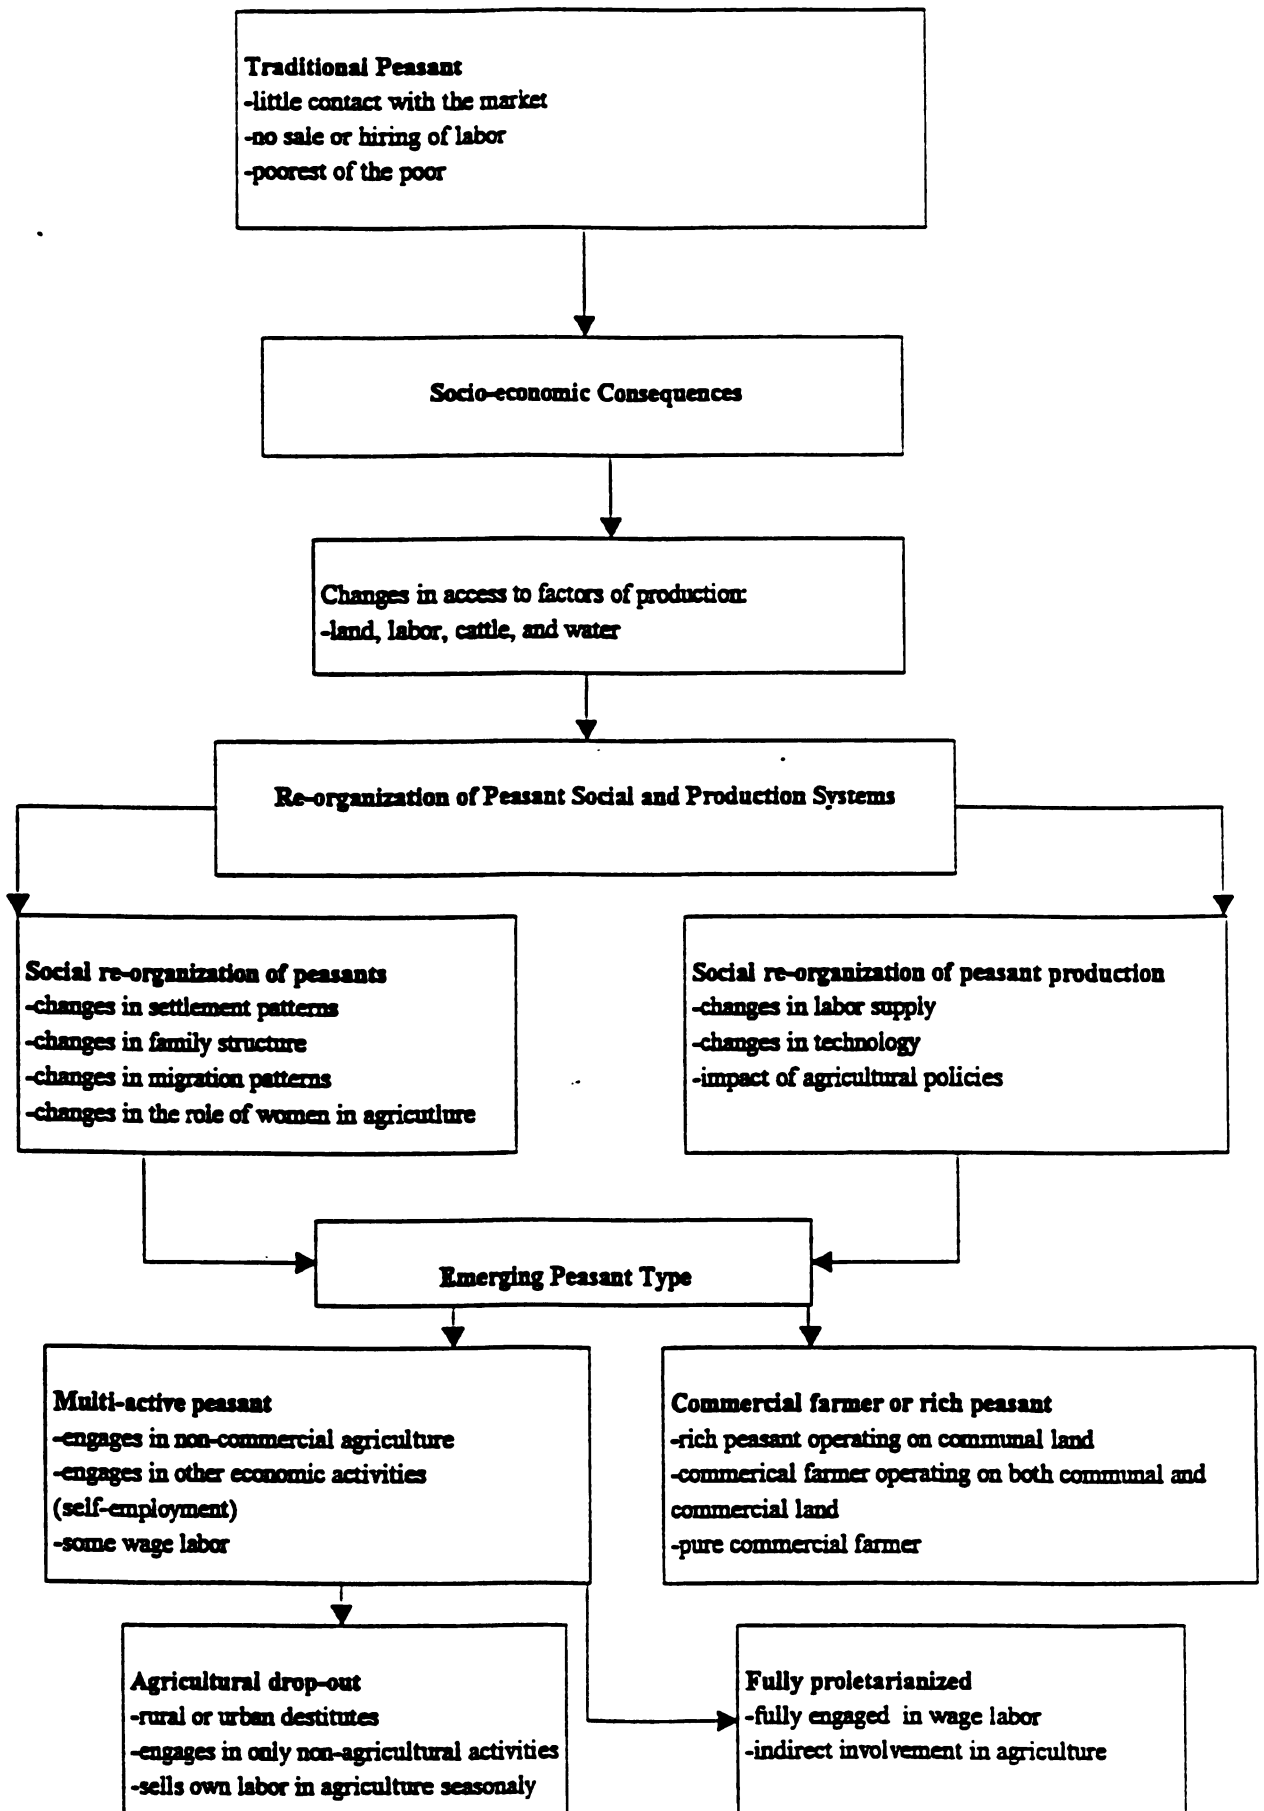 Traditional Peasant
-little contact with the market
-no sale or hiring of labor
-poorest of the poor
Socio-economic Consequences
Changes in access to factors of production:
-land, labor, cattle, and water
Re-organization of Peasant Social and Production Systems
Social re-organization of peasants
-changes in settlement patterns
-changes in family structure
-changes in migration patterns
-changes in the role of women in agricutlure
Social re-organization of peasant production
-changes in labor supply
-changes in technology
-impact of agricultural policies
Emerging Peasant Type
Multi-active peasant
-engages in non-commercial agriculture
-engages in other economic activities
(self-employment)
-some wage labor
Commercial farmer or rich peasant
-rich peasant operating on communal land
-commerical farmer operating on both communal and
commercial land
-pure commercial farmer
Agricultural drop-out
-rural or urban destitutes
-engages in only non-agricultural activities
-sells own labor in agriculture seasonaly
Fully proletarianized
-fully engaged in wage labor
-indirect involvement in agriculture